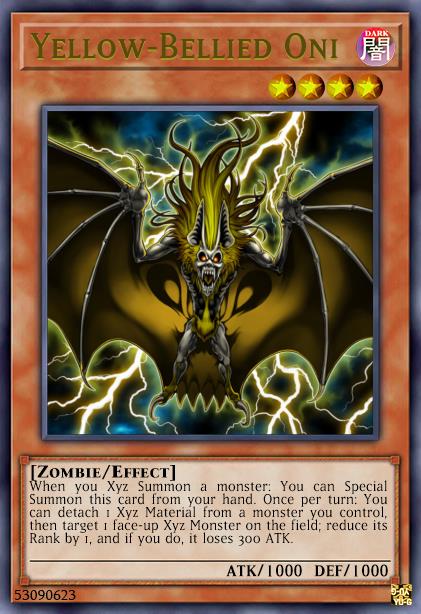 Yellow-Bellied Oni
DARK
闇
[Zombie/Effect]
When you Xyz Summon a monster: You can Special
Summon this card from your hand. Once per turn: You
can detach 1 Xyz Material from a monster you control,
then target 1 face-up Xyz Monster on the field; reduce its
Rank by 1, and if you do, it loses 300 ATK.
ATK/1000 DEF/1000
53090623